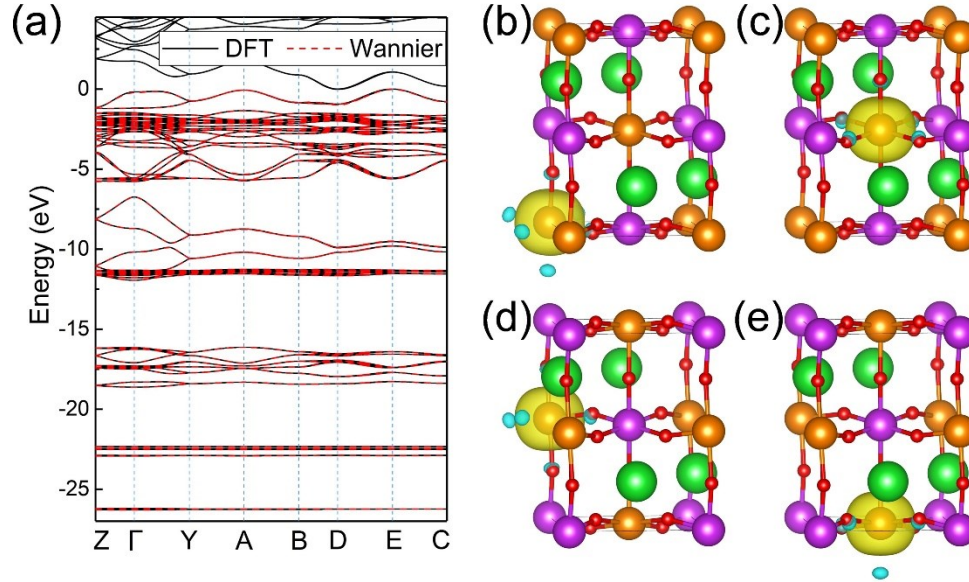 (a)
DFT Wannier
Energy (eV)
0
-5
-10
-15
-20
-25
Z Γ Y A B D E C
(b)
(c)
(d)
(e)